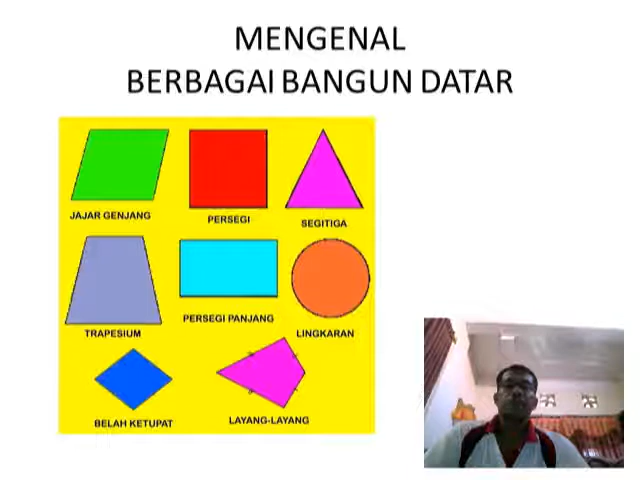 MENGENAL
BERBAGAI BANGUN DATAR
JAJAR GENJANG
PERSEGI
SEGITIGA
TRAPESIUM
PERSEGI PANJANG
LINGKARAN
BELAH KETUPAT
LAYANG-LAYANG